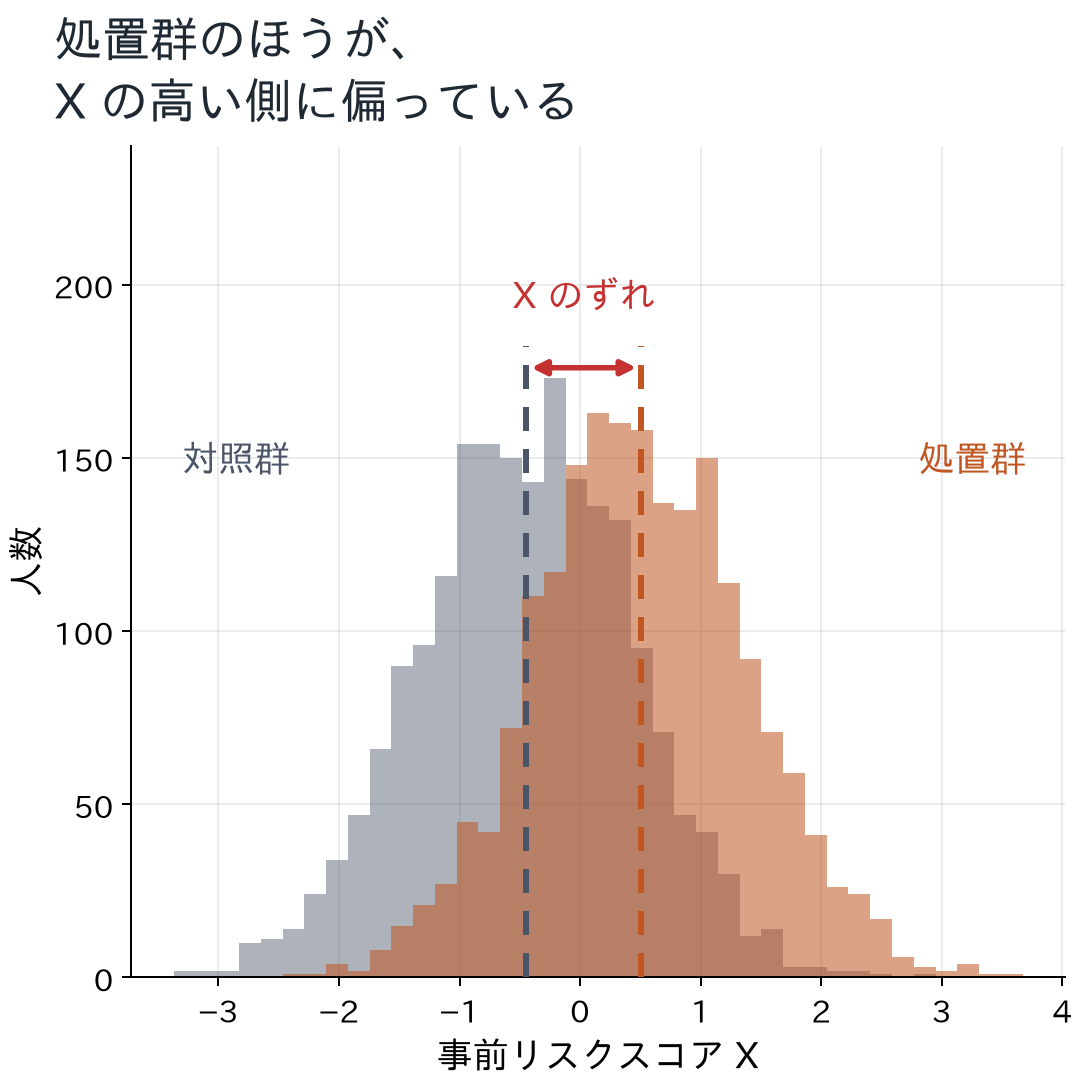 処置群のほうが、
X の高い側に偏っている
X のずれ
対照群
処置群
人数
200
150
100
50
0
−3 −2 −1 0 1 2 3 4
事前リスクスコア X